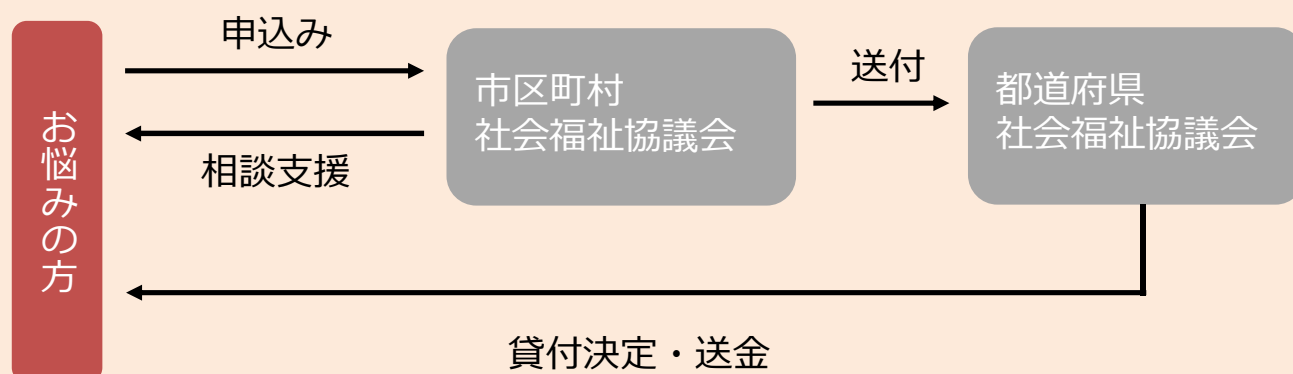 お悩みの方
申込み
相談支援
市区町村
社会福祉協議会
送付
都道府県
社会福祉協議会
貸付決定・送金